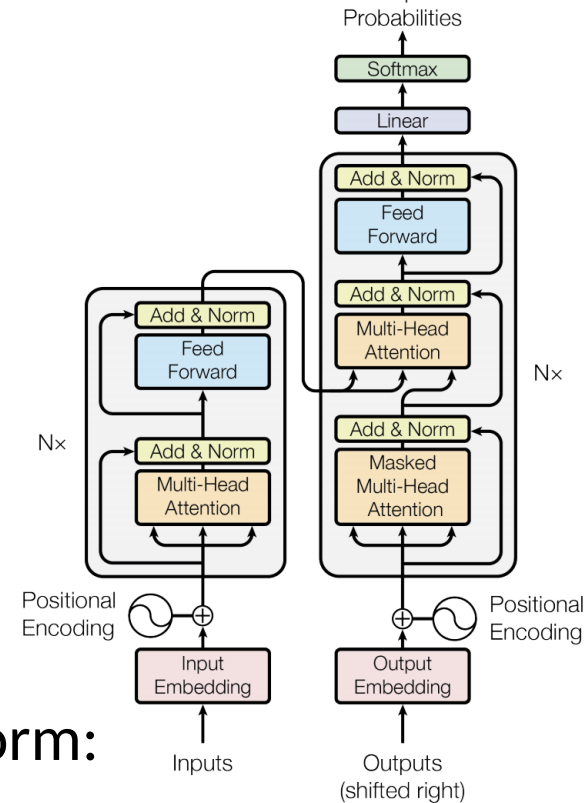 Probabilities
Softmax
Linear
Add & Norm
Feed
Forward
Add & Norm
Multi-Head
Attention
Nx
Add & Norm
Masked
Multi-Head
Attention
Positional
Encoding
Output
Embedding
Outputs
(shifted right)
Add & Norm
Feed
Forward
Nx
Add & Norm
Multi-Head
Attention
Positional
Encoding
Input
Embedding
Inputs
orm: